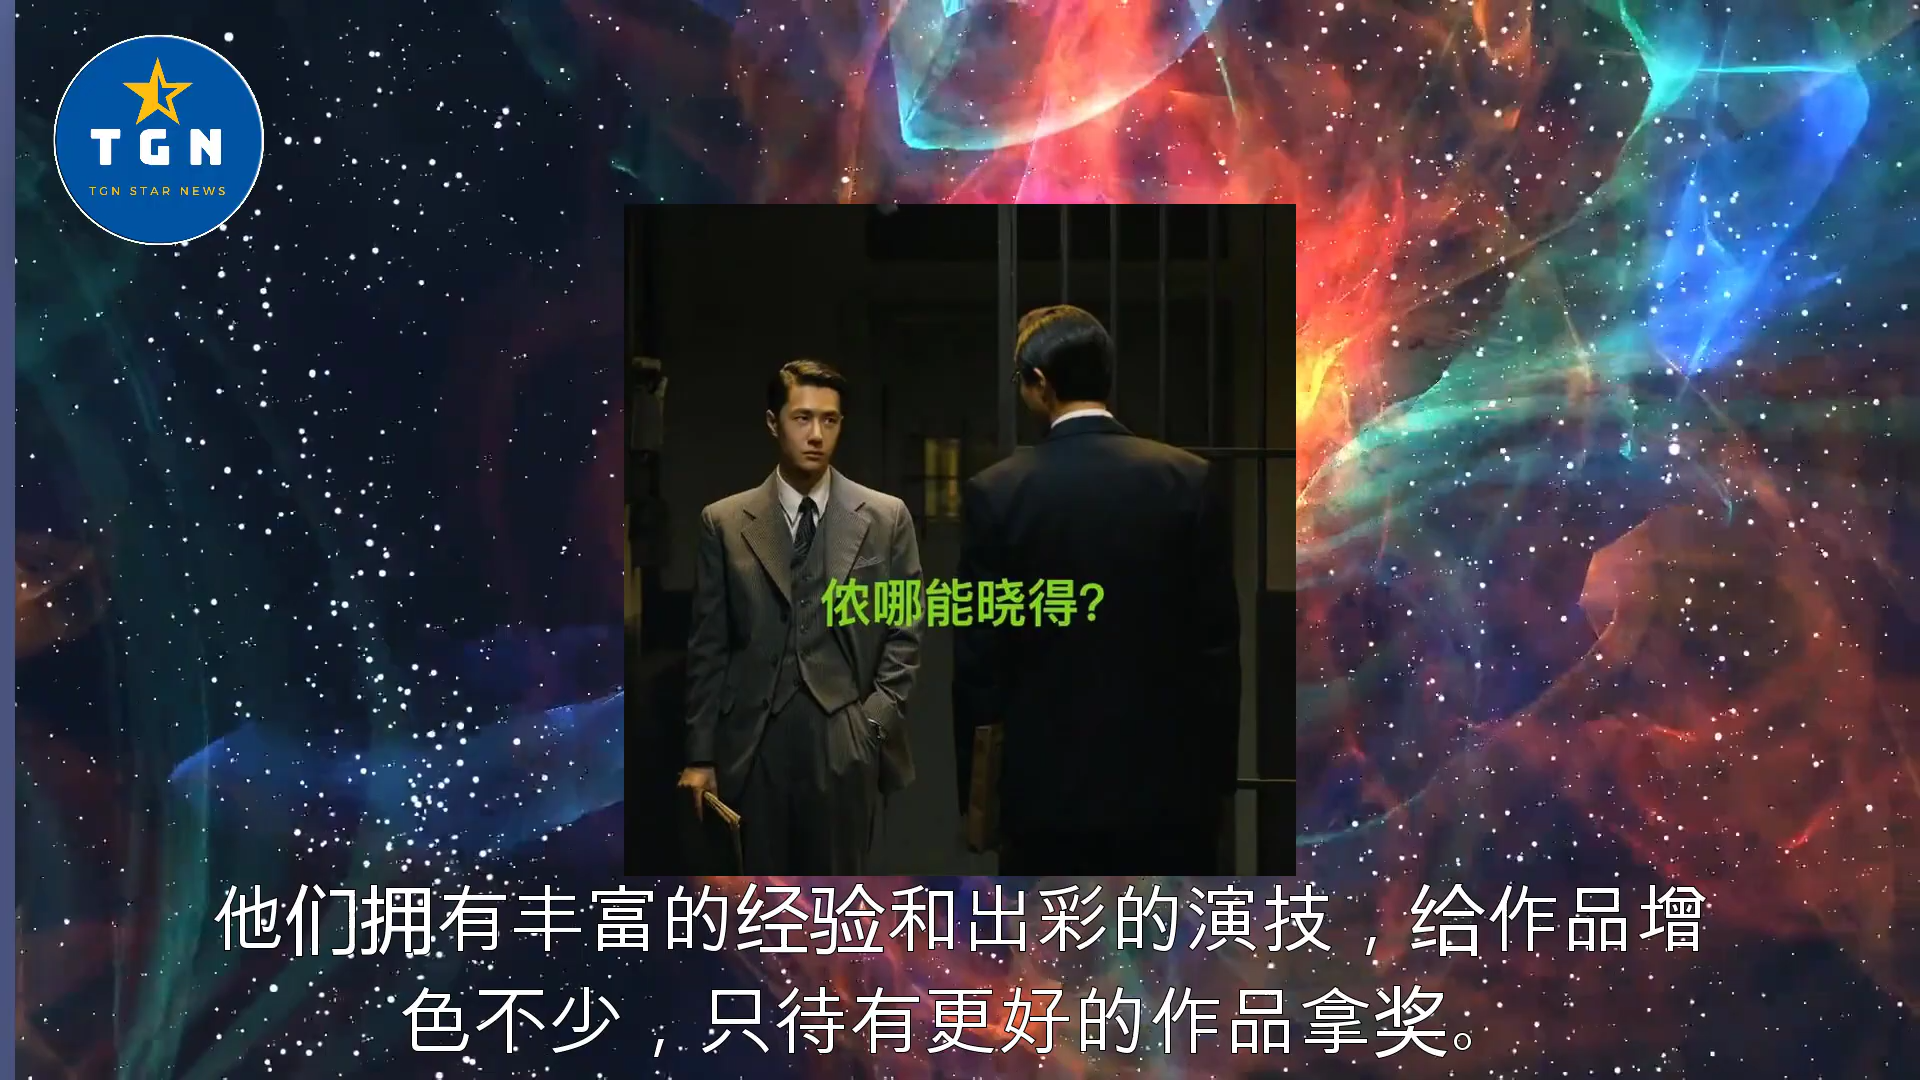 TGN
TGN STAR NEWS
侬哪能晓得?
他们拥有丰富的经验和出彩的演技，给作品增
色不少，只待有更好的作品拿奖。